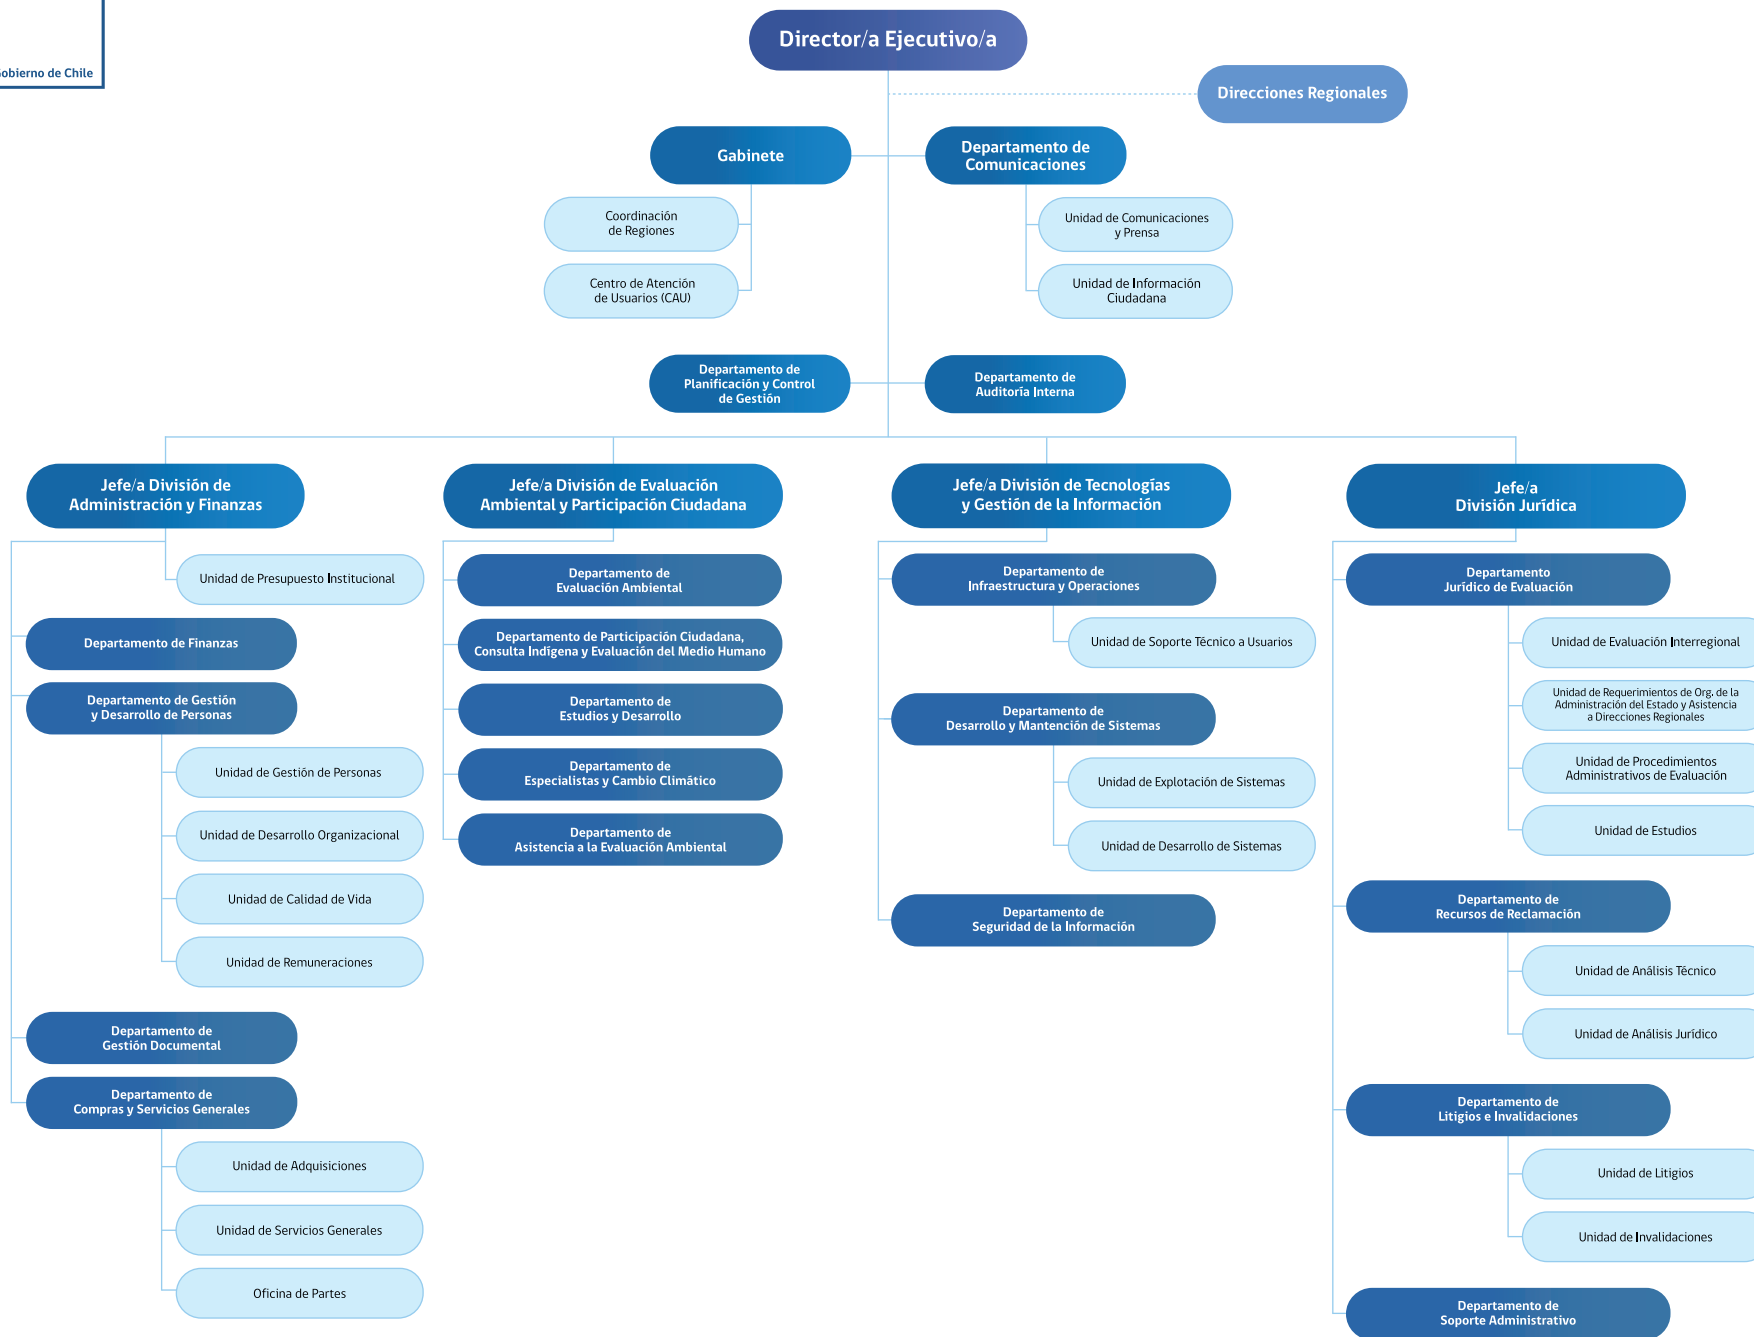 Gobierno de Chile
Director/a Ejecutivo/a
Direcciones Regionales
Gabinete
Departamento de
Comunicaciones
Coordinación
de Regiones
Centro de Atención
de Usuarios (CAU)
Unidad de Comunicaciones
y Prensa
Unidad de Información
Ciudadana
Departamento de
Planificación y Control
de Gestión
Departamento de
Auditoría Interna
Jefe/a División de
Administración y Finanzas
Unidad de Presupuesto Institucional
Departamento de Finanzas
Departamento de Gestión
y Desarrollo de Personas
Unidad de Gestión de Personas
Unidad de Desarrollo Organizacional
Unidad de Calidad de Vida
Unidad de Remuneraciones
Departamento de
Gestión Documental
Departamento de
Compras y Servicios Generales
Unidad de Adquisiciones
Unidad de Servicios Generales
Oficina de Partes
Jefe/a División de Evaluación
Ambiental y Participación Ciudadana
Departamento de
Evaluación Ambiental
Departamento de Participación Ciudadana,
Consulta Indígena y Evaluación del Medio Humano
Departamento de
Estudios y Desarrollo
Departamento de
Especialistas y Cambio Climático
Departamento de
Asistencia a la Evaluación Ambiental
Jefe/a División de Tecnologías
y Gestión de la Información
Departamento de
Infraestructura y Operaciones
Unidad de Soporte Técnico a Usuarios
Departamento de
Desarrollo y Mantención de Sistemas
Unidad de Explotación de Sistemas
Unidad de Desarrollo de Sistemas
Departamento de
Seguridad de la Información
Jefe/a
División Jurídica
Departamento
Jurídico de Evaluación
Unidad de Evaluación Interregional
Unidad de Requerimientos de Org. de la
Administración del Estado y Asistencia
a Direcciones Regionales
Unidad de Procedimientos
Administrativos de Evaluación
Unidad de Estudios
Departamento de
Recursos de Reclamación
Unidad de Análisis Técnico
Unidad de Análisis Jurídico
Departamento de
Litigios e Invalidaciones
Unidad de Litigios
Unidad de Invalidaciones
Departamento de
Soporte Administrativo